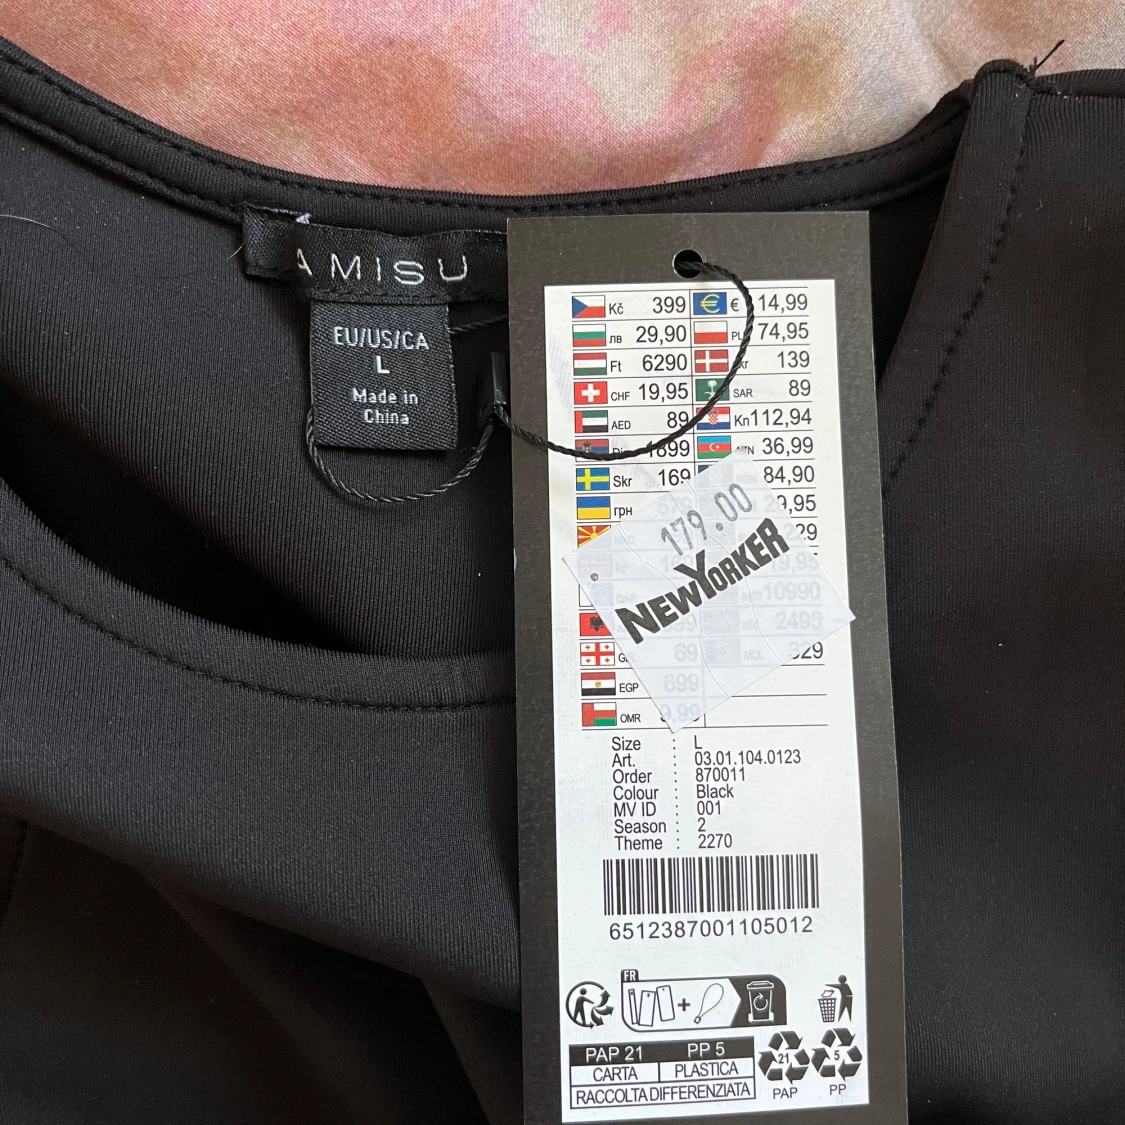 AMISU
EU/US/CA
L
Made in
China
Kč 399 € 14,99
лв 29,90 74,95
Ft 6290 139
CHF 19,95 SAR 89
AED 89 Kn 112,94
1899 36,99
Skr 169 84,90
грн
179.00
NEWYORKER
19,95
10990
2495
69 329
EGP 699
OMR 9,99
Size : L
Art. : 03.01.104.0123
Order : 870011
Colour : Black
MV ID : 001
Season : 2
Theme : 2270
6512387001105012
FR
+
PAP 21 PP 5
CARTA PLASTICA
RACCOLTA DIFFERENZIATA
21
PAP
5
PP